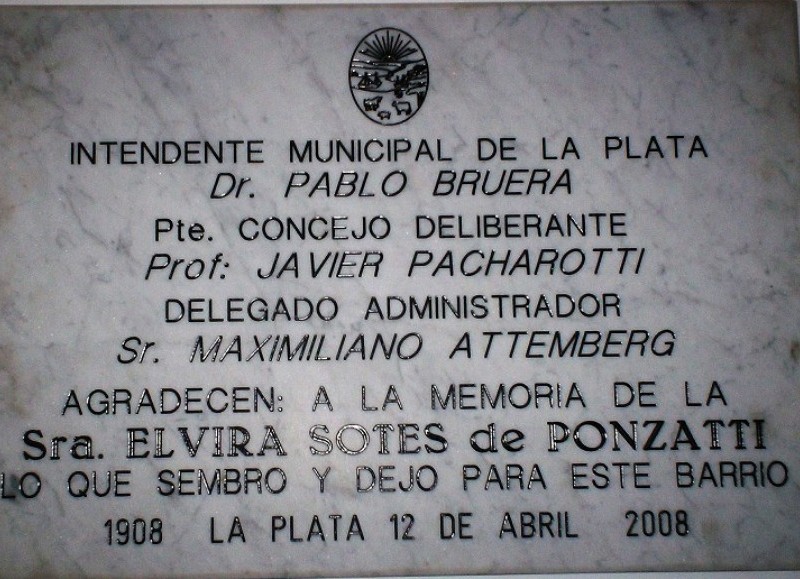 INTENDENTE MUNICIPAL DE LA PLATA
Dr. PABLO BRUERA
Pte. CONCEJO DELIBERANTE
Prof: JAVIER PACHAROTTI
DELEGADO ADMINISTRADOR
Sr. MAXIMILIANO ATTEMBERG
AGRADECEN: A LA MEMORIA DE LA
Sra. ELVIRA SOTES de PONZATTI
LO QUE SEMBRO Y DEJO PARA ESTE BARRIO
1908 LA PLATA 12 DE ABRIL 2008